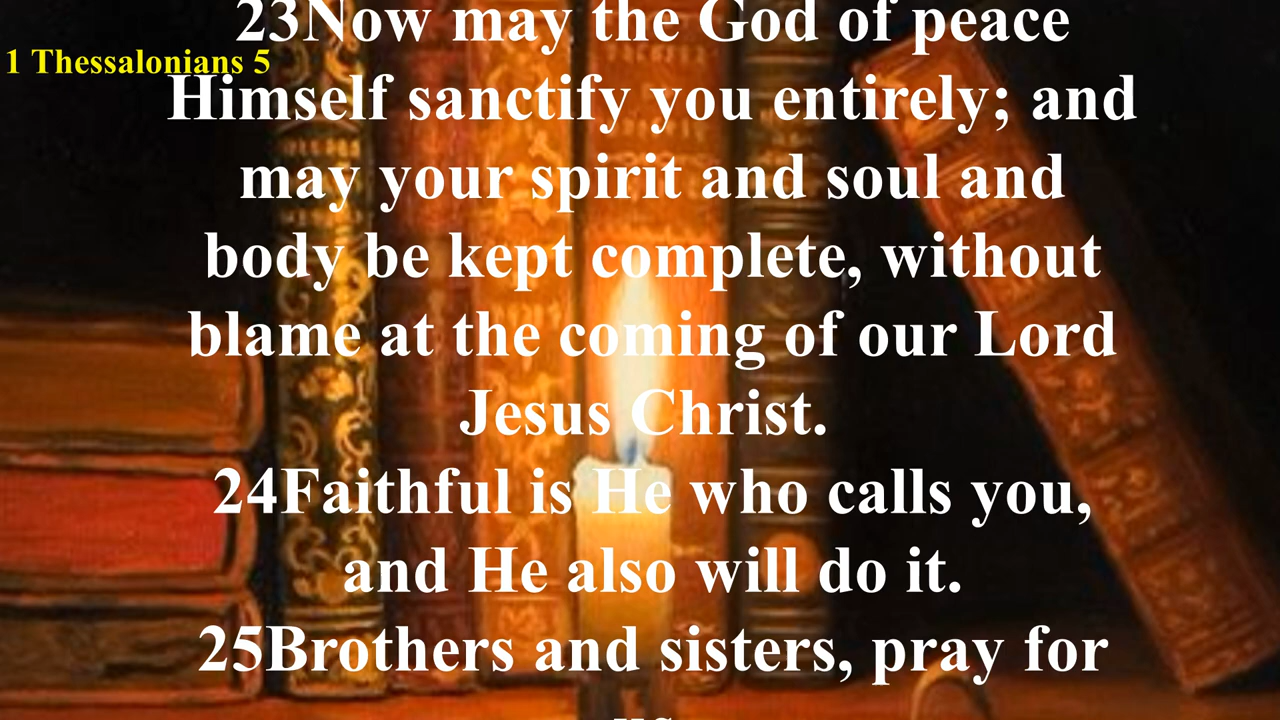 23Now may the God of peace
1 Thessalonians 5
Himself sanctify you entirely; and
may your spirit and soul and
body be kept complete, without
blame at the coming of our Lord
Jesus Christ.
24Faithful is He who calls you,
and He also will do it.
25Brothers and sisters, pray for